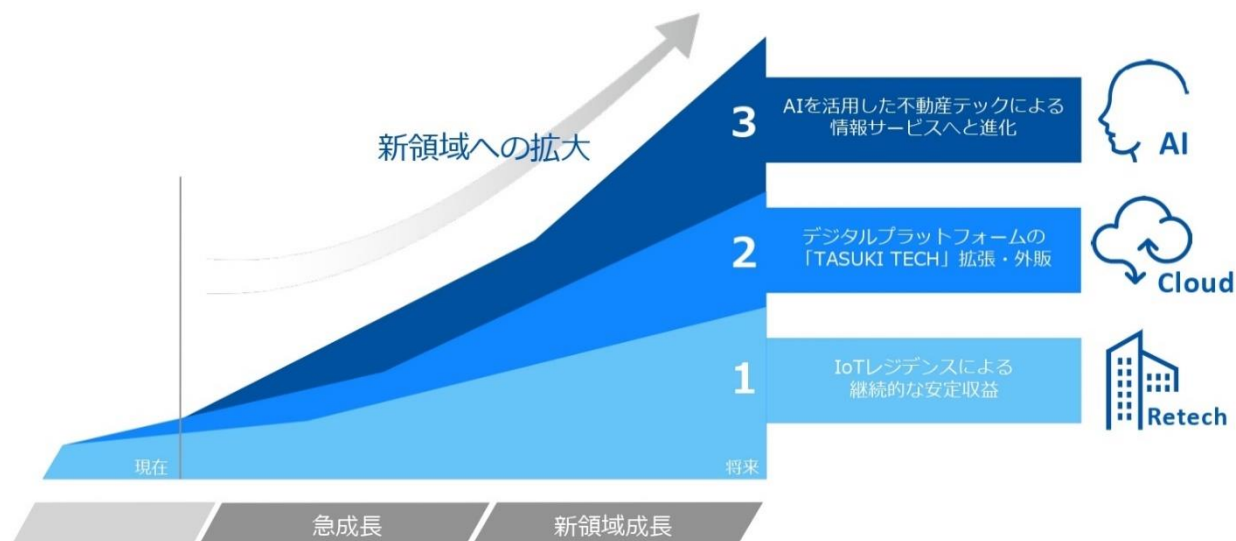 新領域への拡大
3
AIを活用した不動産テックによる
情報サービスへと進化
AI
2
デジタルプラットフォームの
「TASUKI TECH」拡張・外販
Cloud
1
IoTレジデンスによる
継続的な安定収益
Retech
現在
将来
急成長
新領域成長